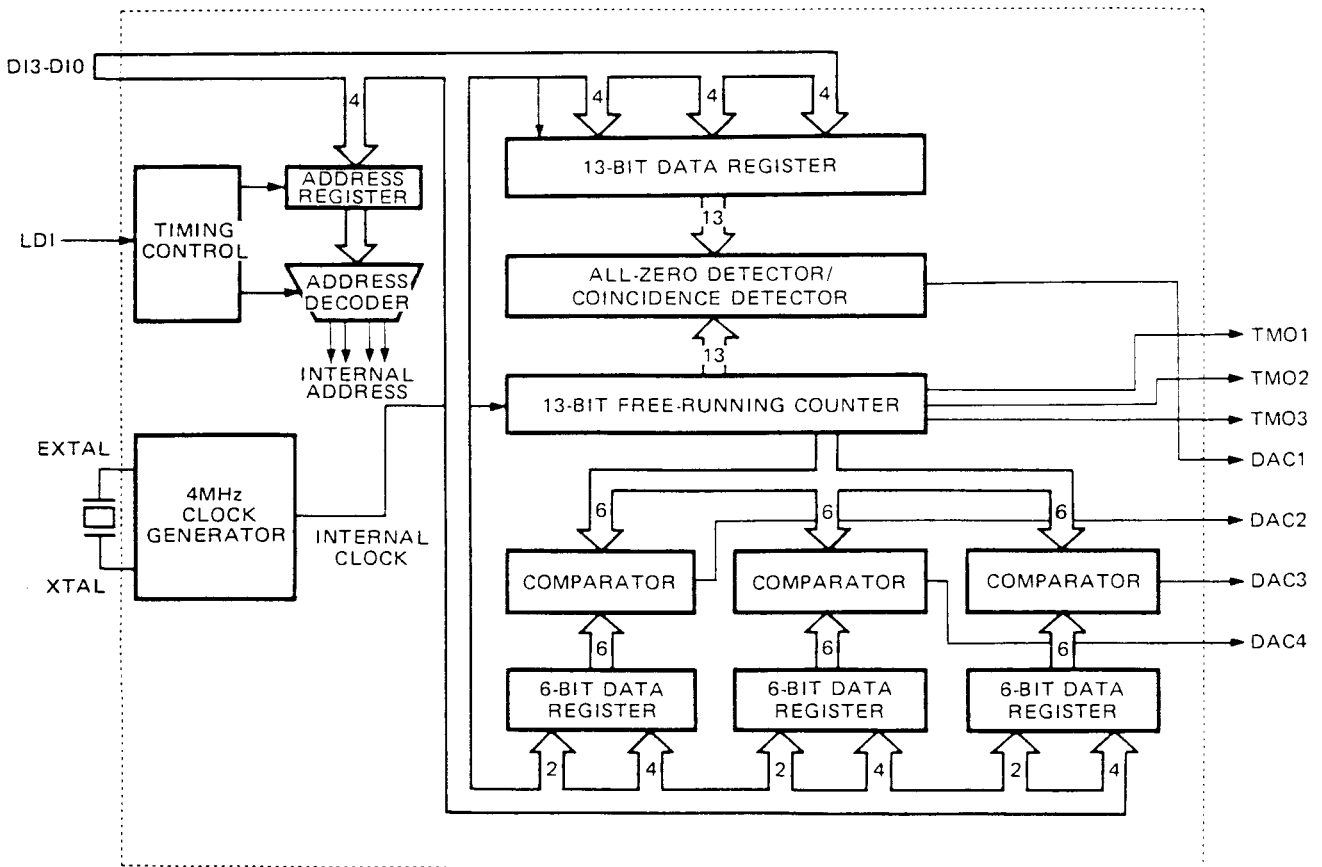 DI3-DI0
4
4
4
4
13-BIT DATA REGISTER
ADDRESS
REGISTER
TIMING
CONTROL
LDI
13
ADDRESS
DECODER
ALL-ZERO DETECTOR/
COINCIDENCE DETECTOR
INTERNAL
ADDRESS
13
13-BIT FREE-RUNNING COUNTER
TMO1
TMO2
TMO3
DAC1
EXTAL
XTAL
4MHz
CLOCK
GENERATOR
INTERNAL
CLOCK
6
6
6
DAC2
COMPARATOR
COMPARATOR
COMPARATOR
DAC3
DAC4
6
6
6
6-BIT DATA
REGISTER
6-BIT DATA
REGISTER
6-BIT DATA
REGISTER
2
4
2
4
2
4